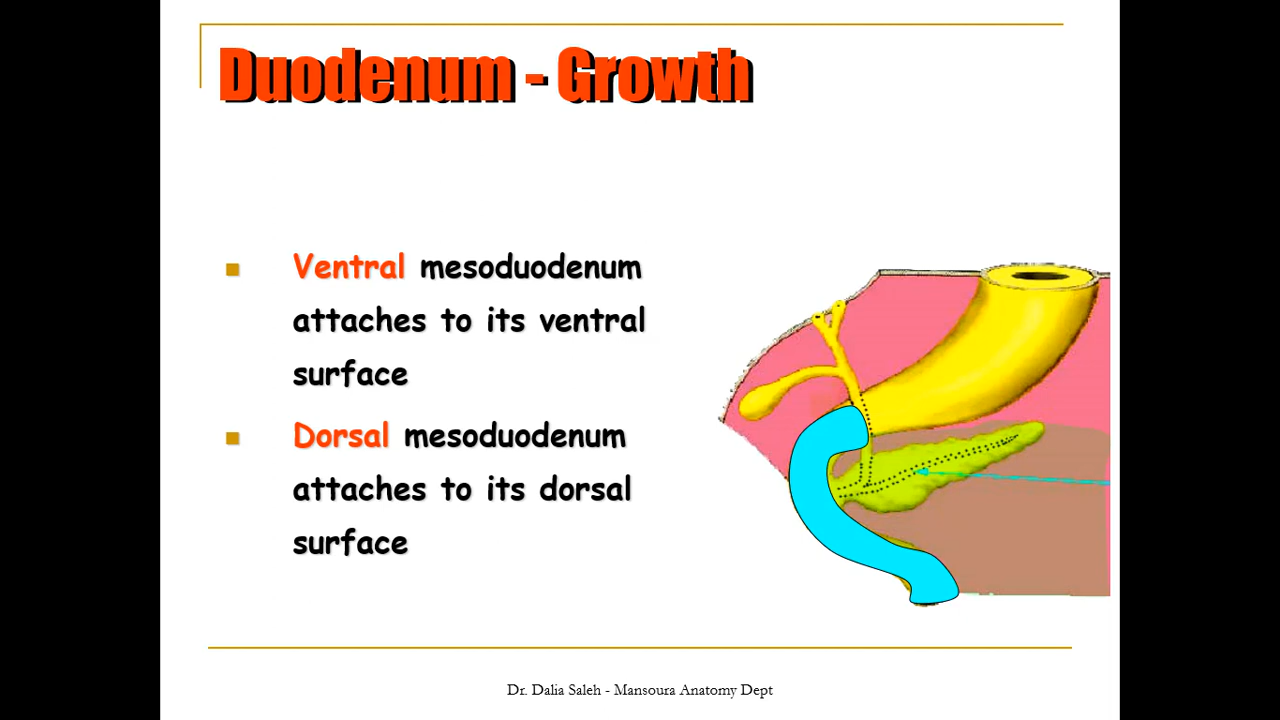 Duodenum - Growth
Ventral mesoduodenum
attaches to its ventral
surface
Dorsal mesoduodenum
attaches to its dorsal
surface
Dr. Dalia Saleh - Mansoura Anatomy Dept